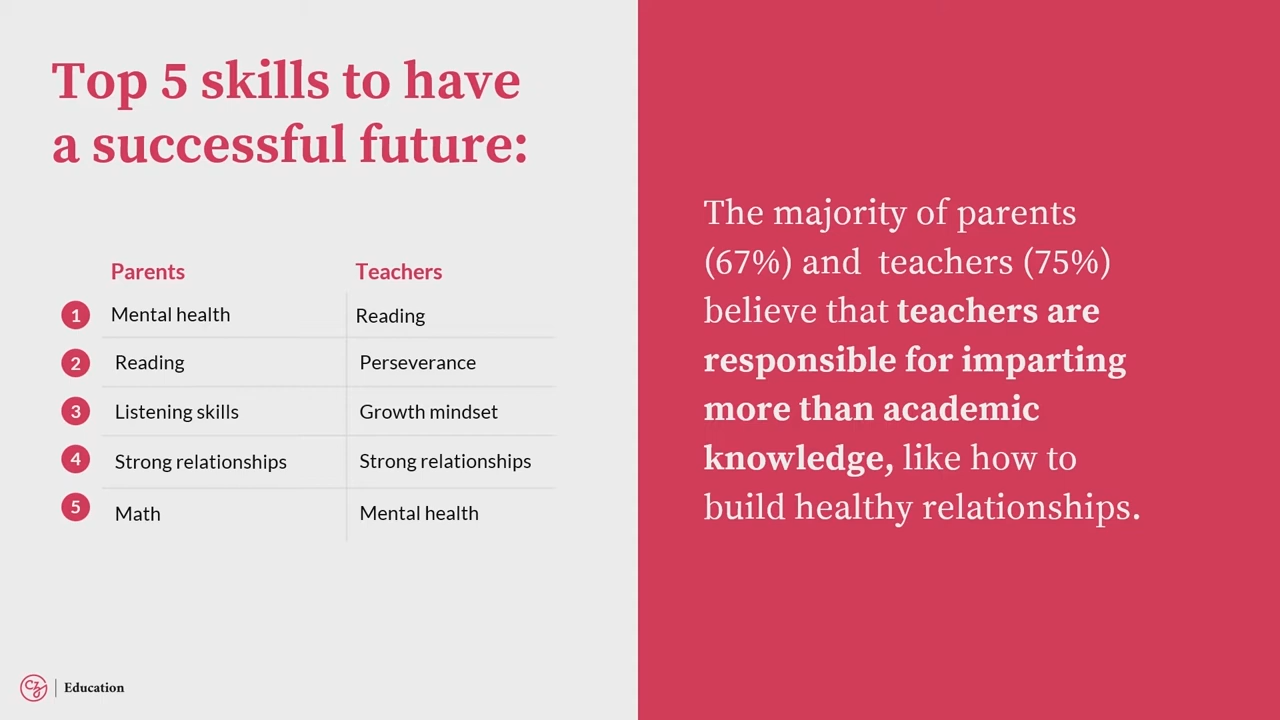 Top 5 skills to have
a successful future:
Parents Teachers
1 Mental health Reading
2 Reading Perseverance
3 Listening skills Growth mindset
4 Strong relationships Strong relationships
5 Math Mental health
The majority of parents
(67%) and  teachers (75%)
believe that teachers are
responsible for imparting
more than academic
knowledge, like how to
build healthy relationships.
CZ Education